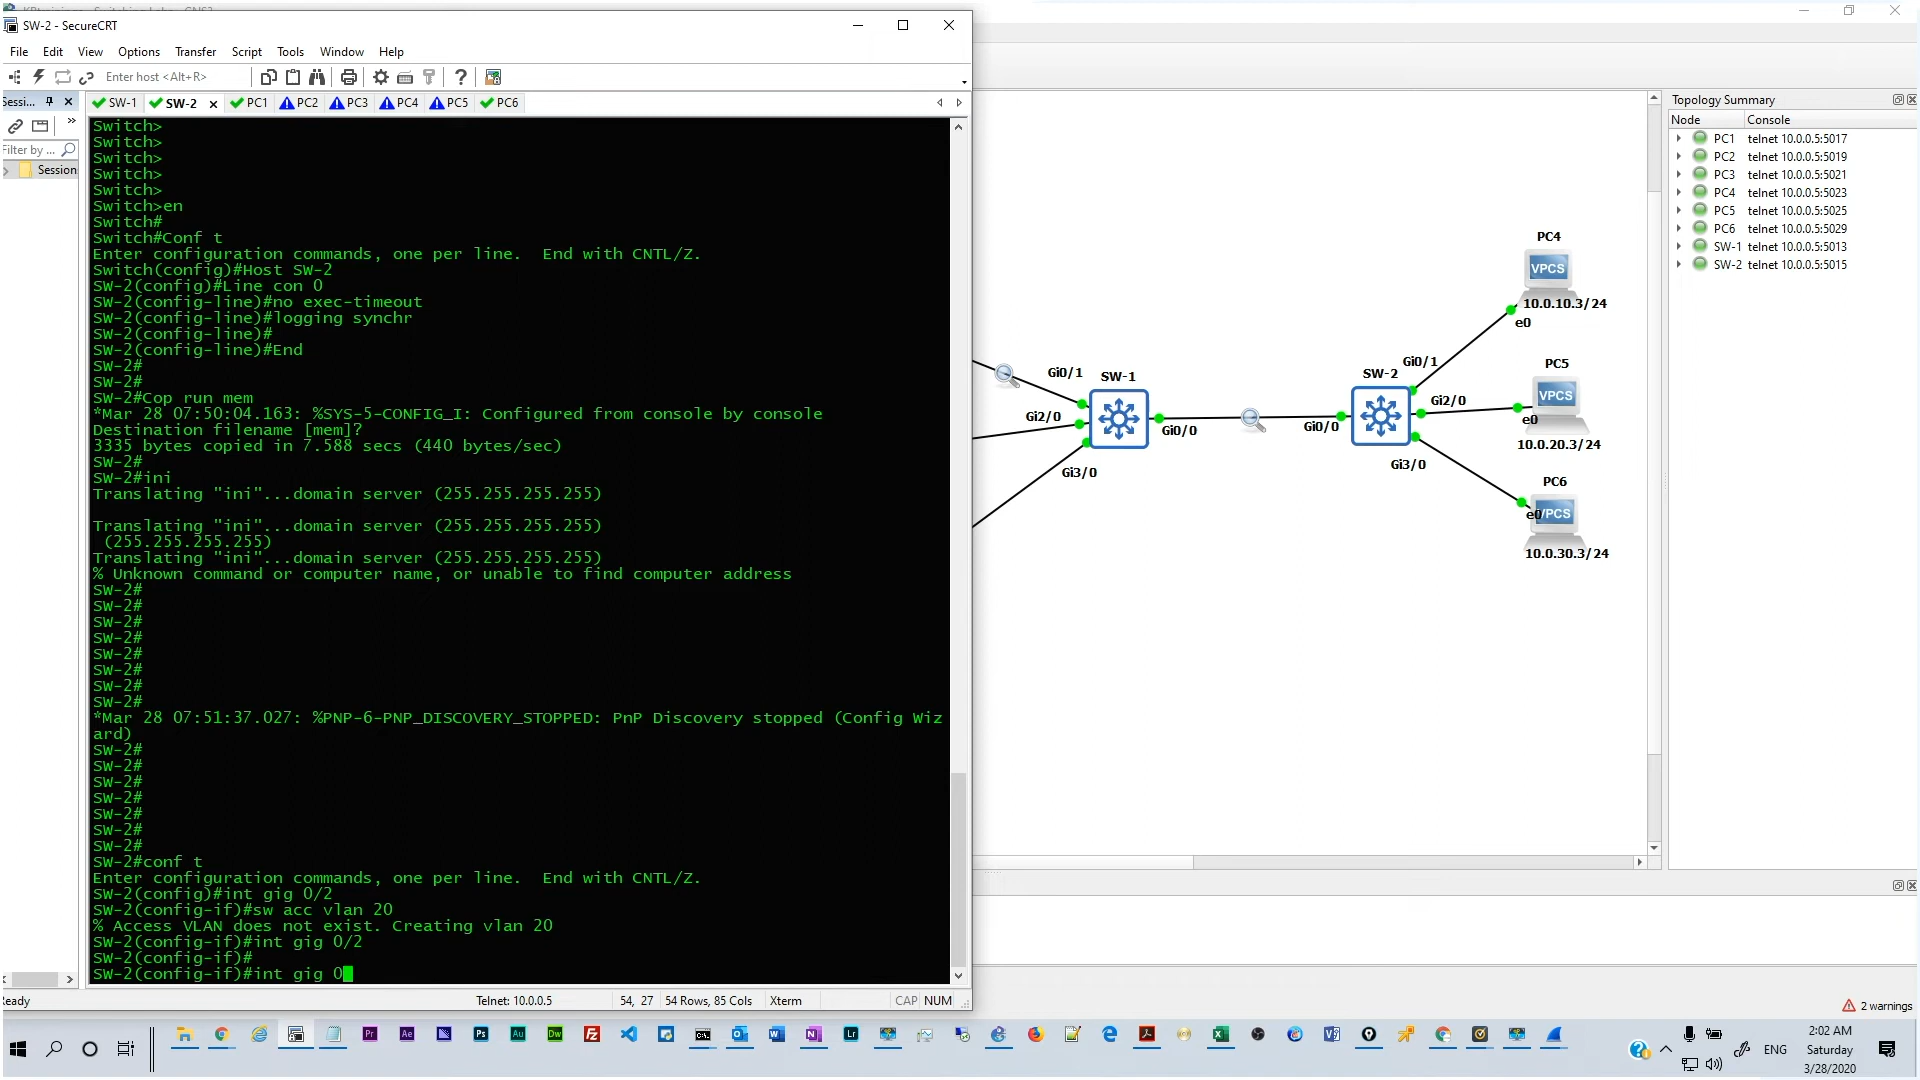 SW-2 - SecureCRT
File Edit View Options Transfer Script Tools Window Help
Enter host <Alt+R>
Sessi...
SW-1 SW-2 PC1 PC2 PC3 PC4 PC5 PC6
Filter by ...
Session
Switch>
Switch>
Switch>
Switch>
Switch>
Switch>en
Switch#
Switch#Conf t
Enter configuration commands, one per line.  End with CNTL/Z.
Switch(config)#Host SW-2
SW-2(config)#Line con 0
SW-2(config-line)#no exec-timeout
SW-2(config-line)#logging synchr
SW-2(config-line)#
SW-2(config-line)#End
SW-2#
SW-2#
SW-2#Cop run mem
*Mar 28 07:50:04.163: %SYS-5-CONFIG_I: Configured from console by console
Destination filename [mem]?
3335 bytes copied in 7.588 secs (440 bytes/sec)
SW-2#
SW-2#ini
Translating "ini"...domain server (255.255.255.255)
Translating "ini"...domain server (255.255.255.255)
(255.255.255.255)
Translating "ini"...domain server (255.255.255.255)
% Unknown command or computer name, or unable to find computer address
SW-2#
SW-2#
SW-2#
SW-2#
SW-2#
SW-2#
SW-2#
SW-2#
*Mar 28 07:51:37.027: %PNP-6-PNP_DISCOVERY_STOPPED: PnP Discovery stopped (Config Wiz
ard)
SW-2#
SW-2#
SW-2#
SW-2#
SW-2#
SW-2#
SW-2#
SW-2#conf t
Enter configuration commands, one per line.  End with CNTL/Z.
SW-2(config)#int gig 0/2
SW-2(config-if)#sw acc vlan 20
% Access VLAN does not exist. Creating vlan 20
SW-2(config-if)#int gig 0/2
SW-2(config-if)#
SW-2(config-if)#int gig 0
Ready Telnet: 10.0.0.5 54, 27 54 Rows, 85 Cols Xterm CAP NUM
PC4
VPCS
10.0.10.3/24
e0
PC5
VPCS
e0
10.0.20.3/24
PC6
e0
VPCS
10.0.30.3/24
Gi0/1
SW-1
Gi2/0
Gi0/0
Gi3/0
SW-2
Gi0/1
Gi2/0
Gi0/0
Gi3/0
Topology Summary
Node Console
PC1 telnet 10.0.0.5:5017
PC2 telnet 10.0.0.5:5019
PC3 telnet 10.0.0.5:5021
PC4 telnet 10.0.0.5:5023
PC5 telnet 10.0.0.5:5025
PC6 telnet 10.0.0.5:5029
SW-1 telnet 10.0.0.5:5013
SW-2 telnet 10.0.0.5:5015
2 warnings
Pr Ae Ps Au Dw Fz Lr
ENG
2:02 AM
Saturday
3/28/2020